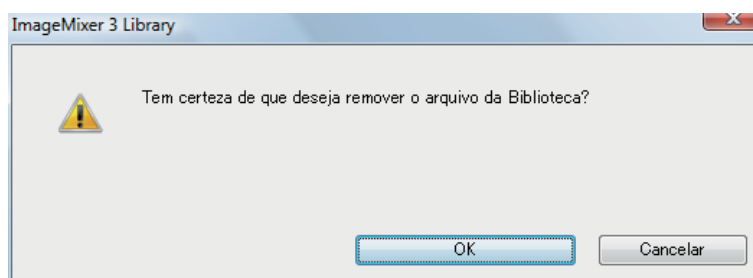 ImageMixer 3 Library
Tem certeza de que deseja remover o arquivo da Biblioteca?
OK
Cancelar